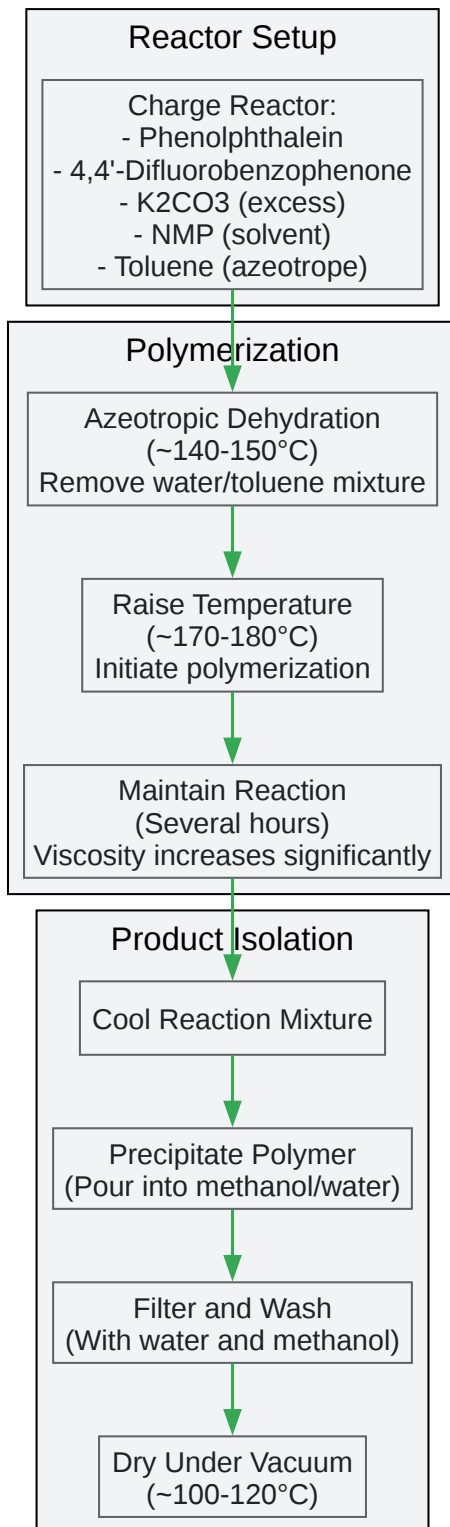 Reactor Setup
Charge Reactor:
- Phenolphthalein
- 4,4'-Difluorobenzophenone
- K2CO3 (excess)
- NMP (solvent)
- Toluene (azeotrope)
Polymerization
Azeotropic Dehydration
(~140-150°C)
Remove water/toluene mixture
Raise Temperature
(~170-180°C)
Initiate polymerization
Maintain Reaction
(Several hours)
Viscosity increases significantly
Product Isolation
Cool Reaction Mixture
Precipitate Polymer
(Pour into methanol/water)
Filter and Wash
(With water and methanol)
Dry Under Vacuum
(~100-120°C)